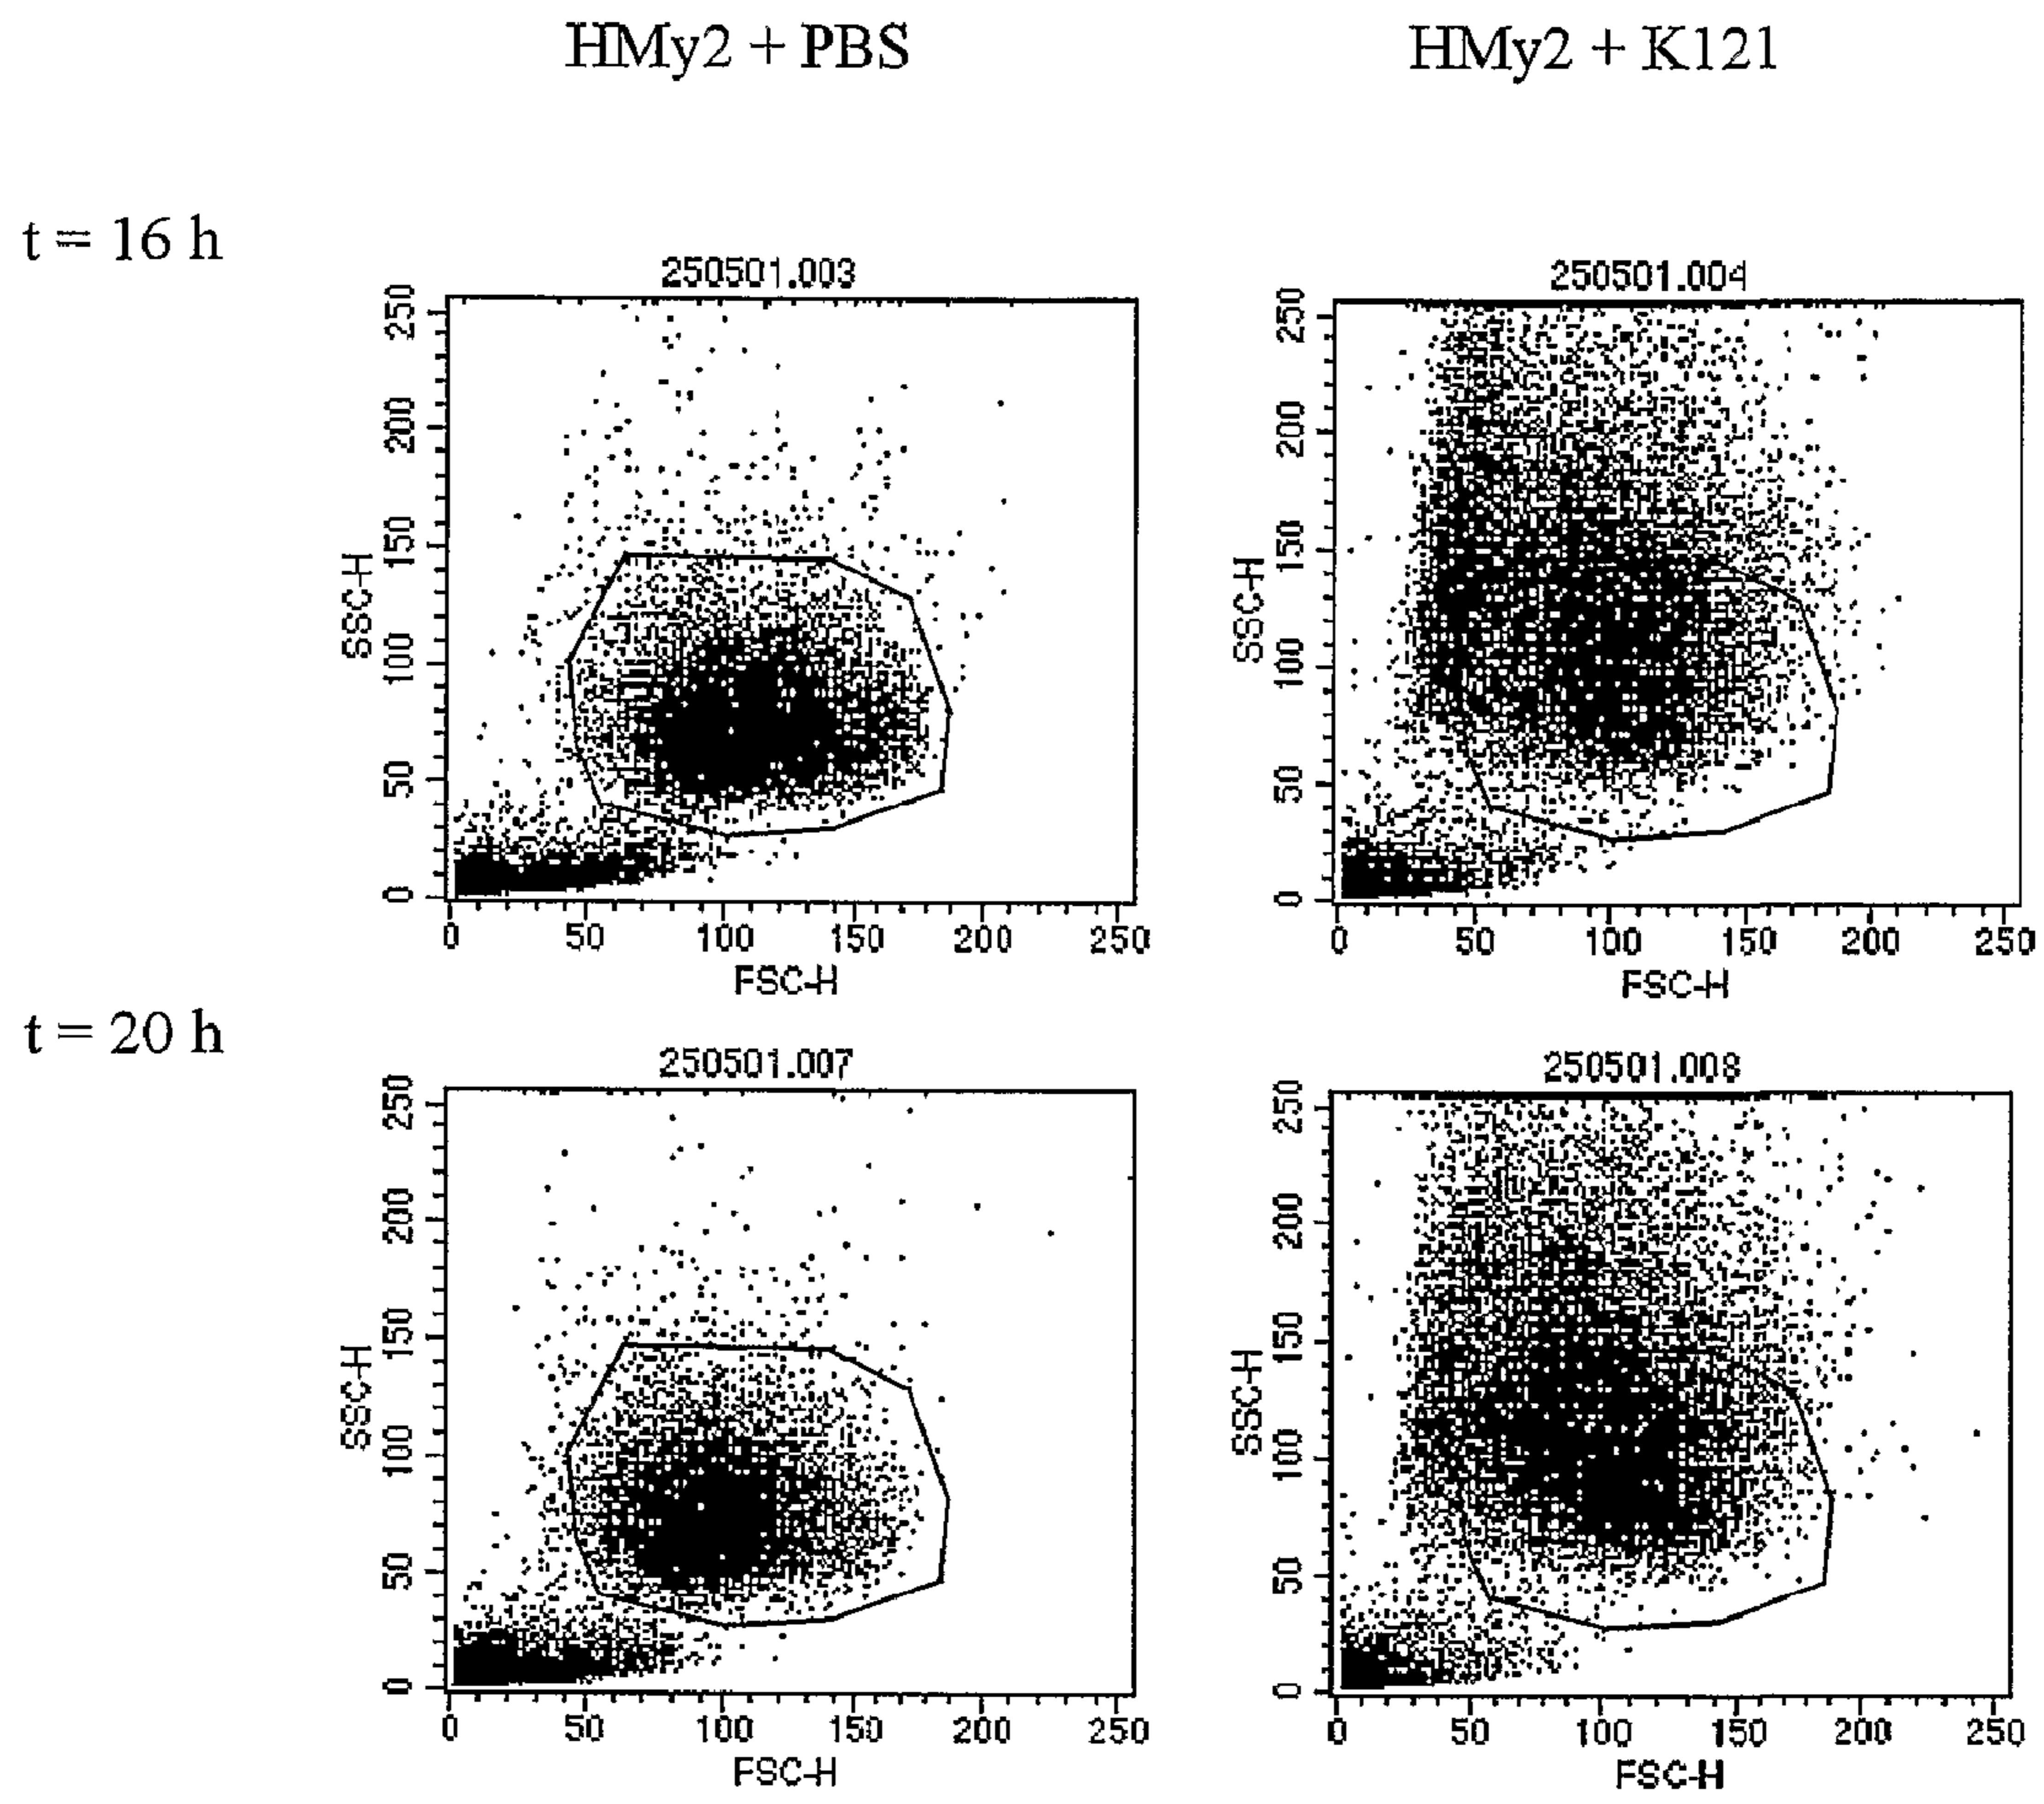 HMy2 + PBS
HMy2 + K121
t = 16 h
250501.003
250501.004
SSC-H
0 50 100 150 200 250
FSC-H
0 50 100 150 200 250
SSC-H
0 50 100 150 200 250
FSC-H
0 50 100 150 200 250
t = 20 h
250501.007
250501.008
SSC-H
0 50 100 150 200 250
FSC-H
0 50 100 150 200 250
SSC-H
0 50 100 150 200 250
FSC-H
0 50 100 150 200 250